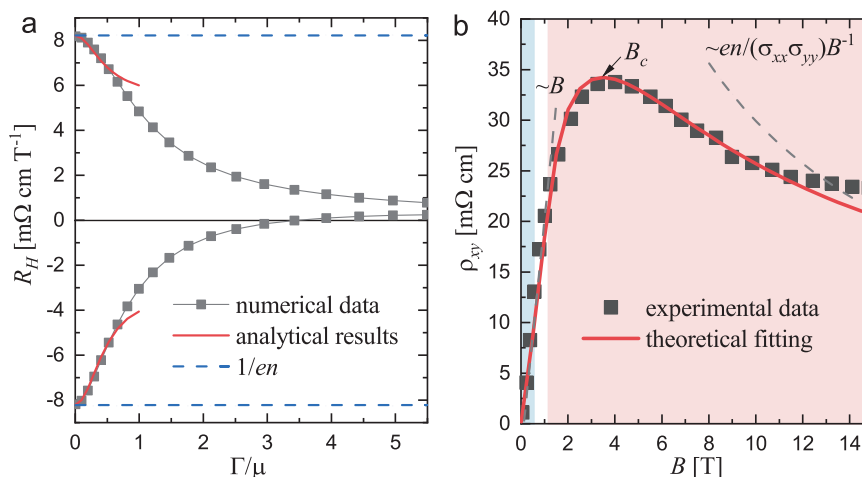 a
R_H [mΩ cm T⁻¹]
8
6
4
2
0
-2
-4
-6
-8
numerical data
analytical results
1/en
0
1
2
3
4
5
Γ/μ
b
ρ_xy [mΩ cm]
40
35
30
25
20
15
10
5
0
~B
B_c
~en/(σ_xxσ_yy)B⁻¹
experimental data
theoretical fitting
0
2
4
6
8
10
12
14
B [T]